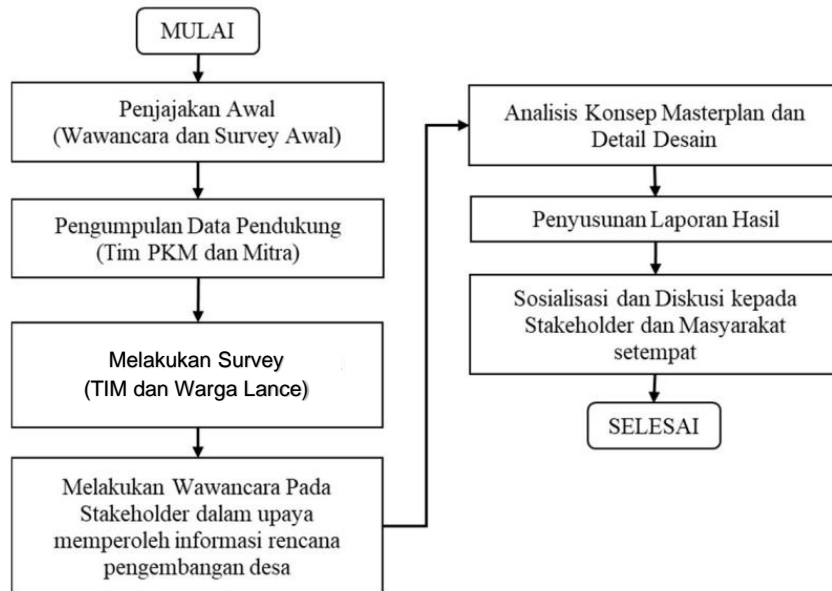 MULAI
Penjajakan Awal
(Wawancara dan Survey Awal)
Pengumpulan Data Pendukung
(Tim PKM dan Mitra)
Melakukan Survey
(TIM dan Warga Lance)
Melakukan Wawancara Pada
Stakeholder dalam upaya
memperoleh informasi rencana
pengembangan desa
Analisis Konsep Masterplan dan
Detail Desain
Penyusunan Laporan Hasil
Sosialisasi dan Diskusi kepada
Stakeholder dan Masyarakat
setempat
SELESAI